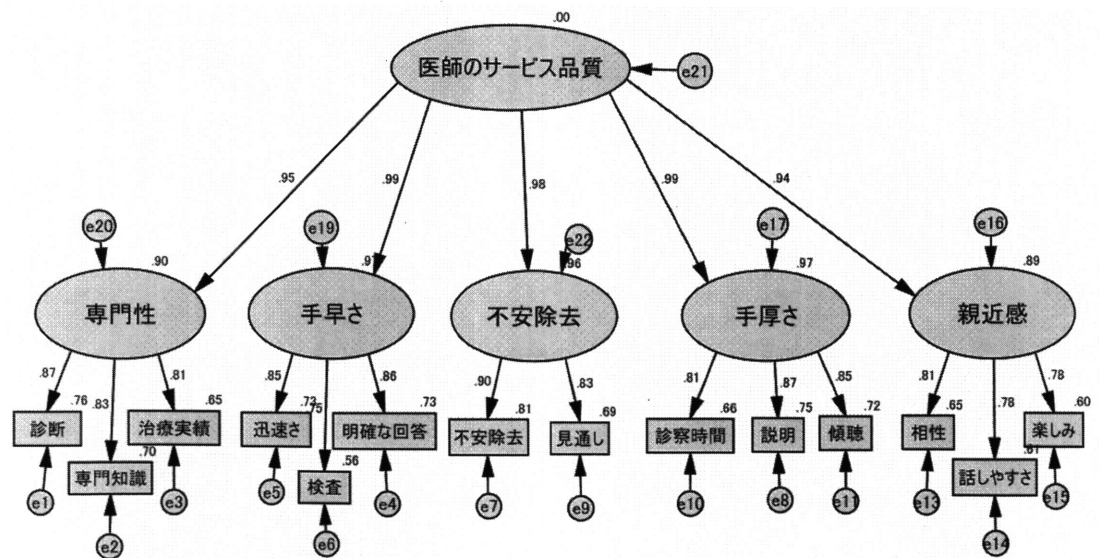 .00
医師のサービス品質
e21
.95
.99
.98
.99
.94
e20
e19
e22
e17
e16
.90
.96
.97
.89
専門性
手早さ
不安除去
手厚さ
親近感
.87
.83
.81
.85
.75
.86
.90
.83
.81
.87
.85
.81
.78
.78
.76
.65
.73
.73
.81
.69
.66
.75
.72
.65
.60
診断
治療実績
迅速さ
明確な回答
不安除去
見通し
診察時間
説明
傾聴
相性
楽しみ
.70
.56
.61
専門知識
検査
話しやすさ
e1
e3
e5
e4
e7
e9
e10
e8
e11
e13
e15
e2
e6
e14